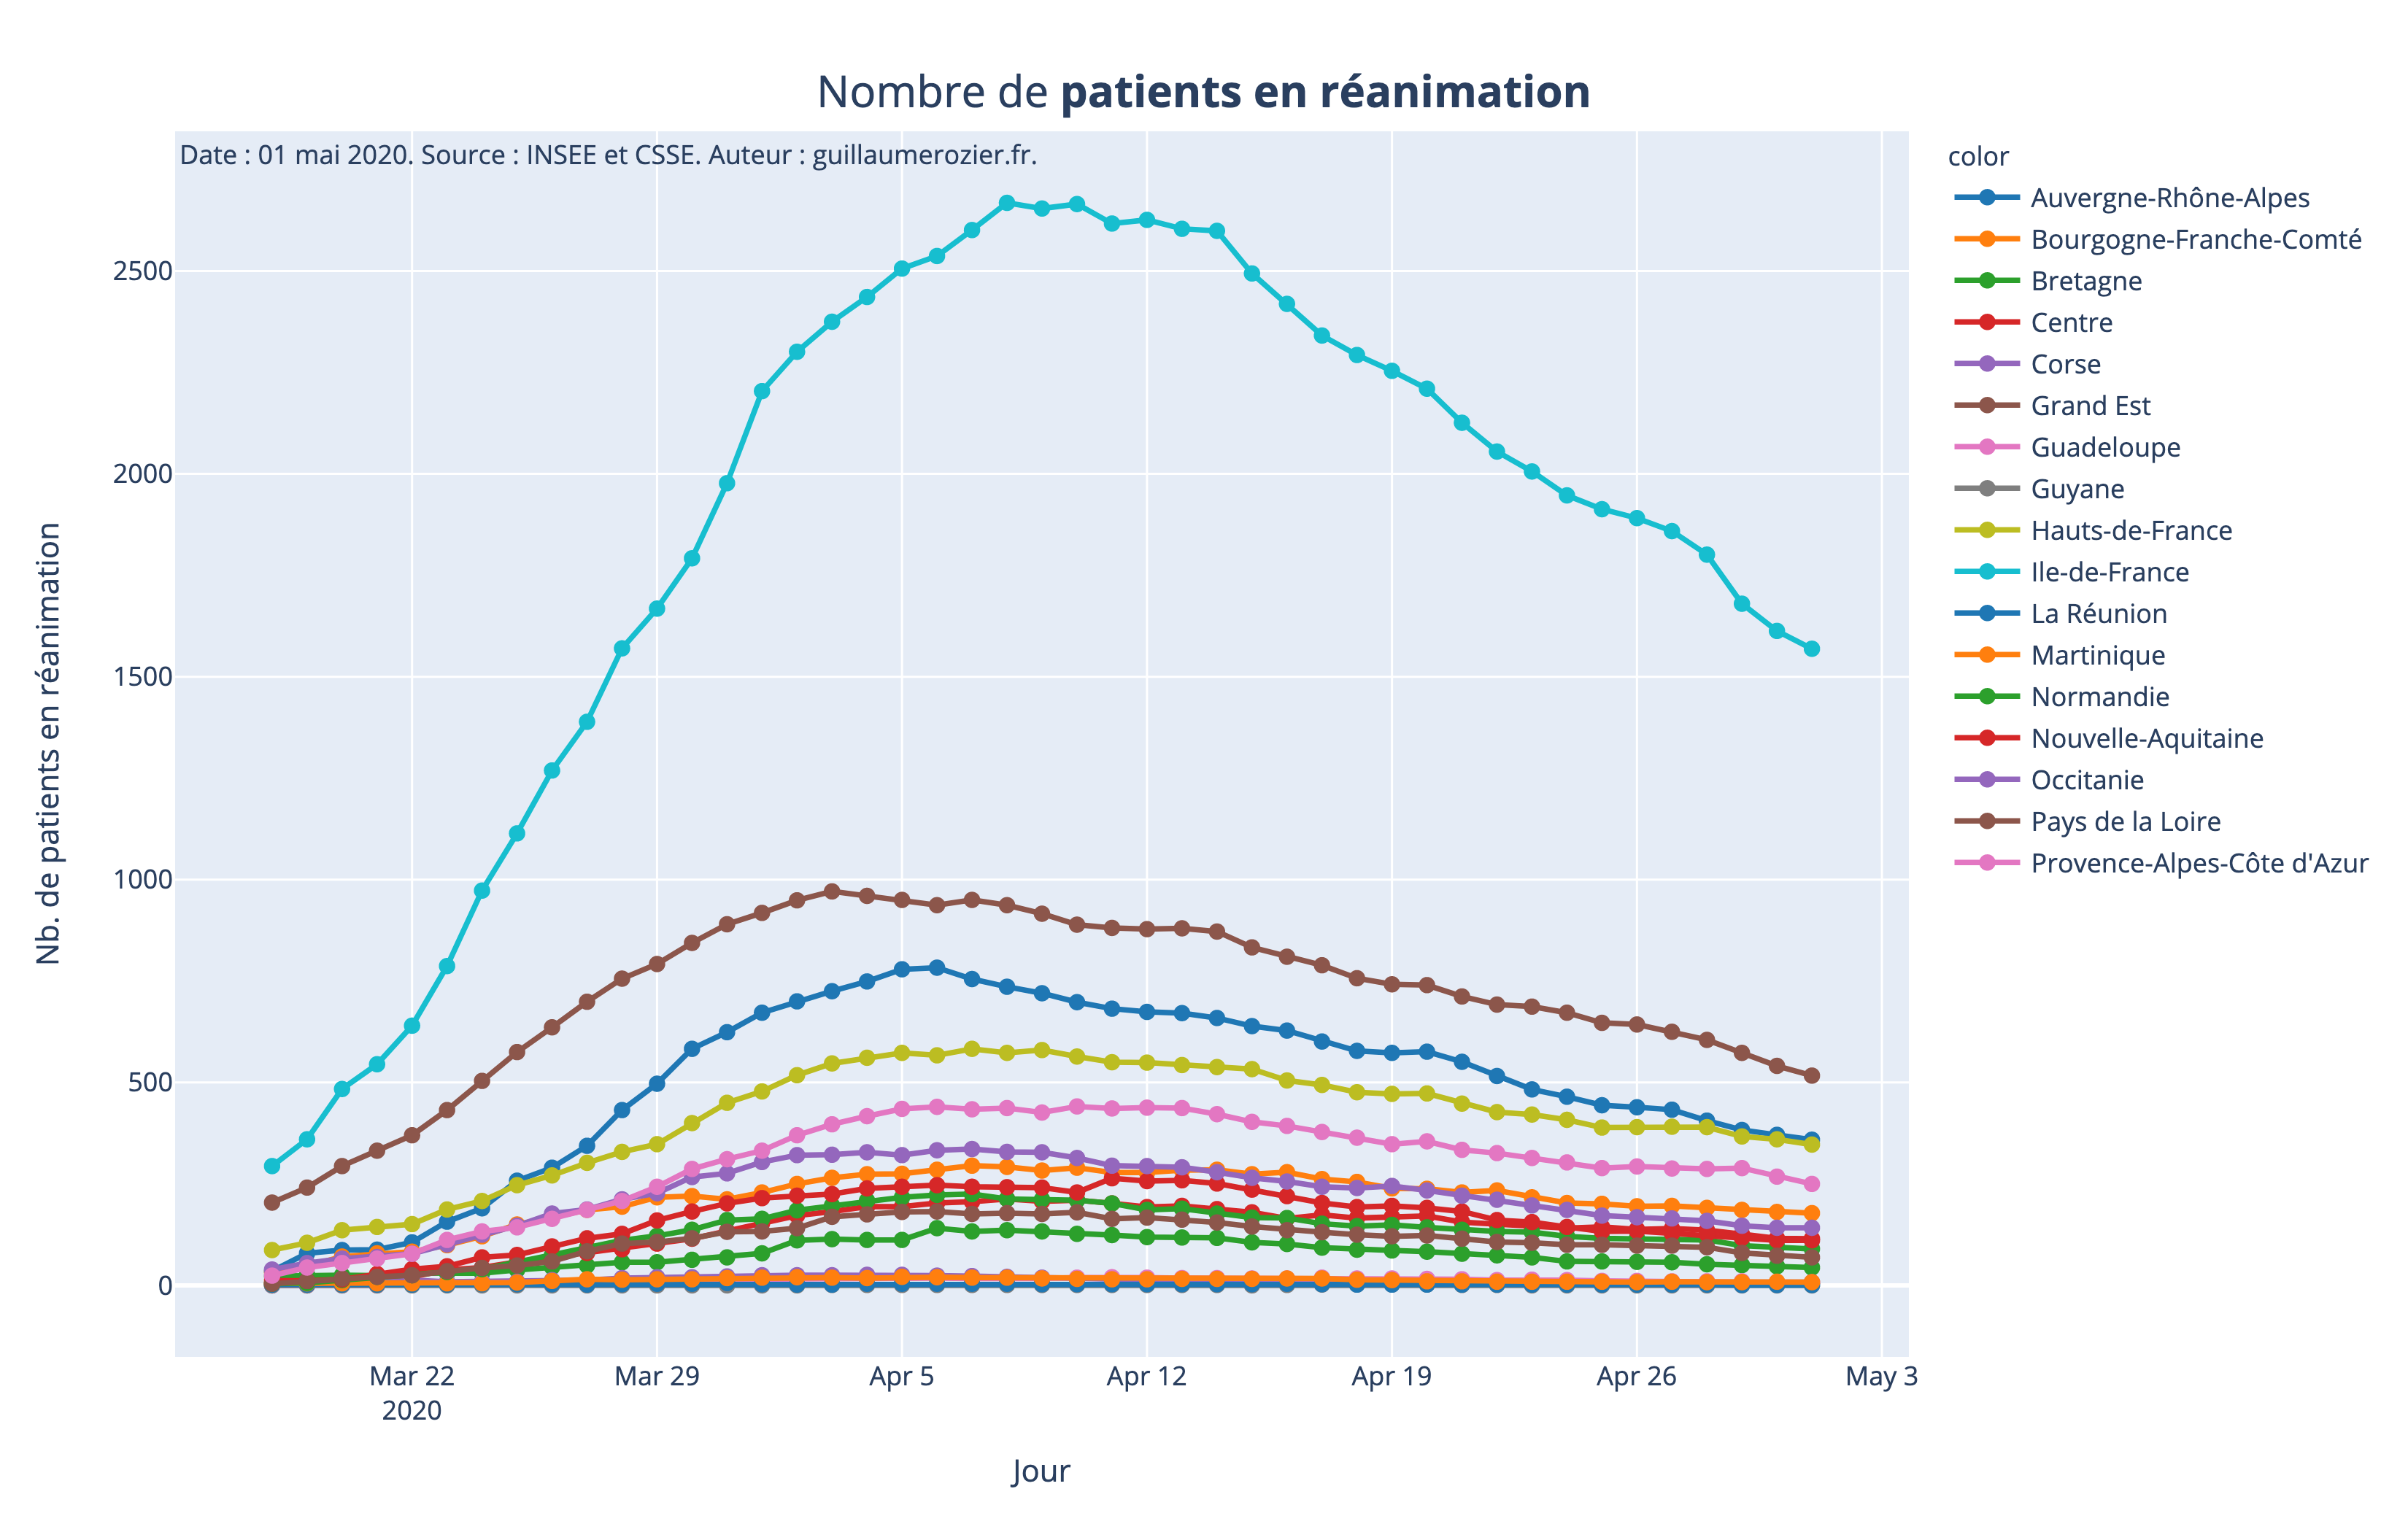 Nombre de patients en réanimation
Date : 01 mai 2020. Source : INSEE et CSSE. Auteur : guillaumerozier.fr.
color
Auvergne-Rhône-Alpes
Bourgogne-Franche-Comté
Bretagne
Centre
Corse
Grand Est
Guadeloupe
Guyane
Hauts-de-France
Ile-de-France
La Réunion
Martinique
Normandie
Nouvelle-Aquitaine
Occitanie
Pays de la Loire
Provence-Alpes-Côte d'Azur
Nb. de patients en réanimation
2500
2000
1500
1000
500
0
Mar 22 Mar 29 Apr 5 Apr 12 Apr 19 Apr 26 May 3
2020
Jour